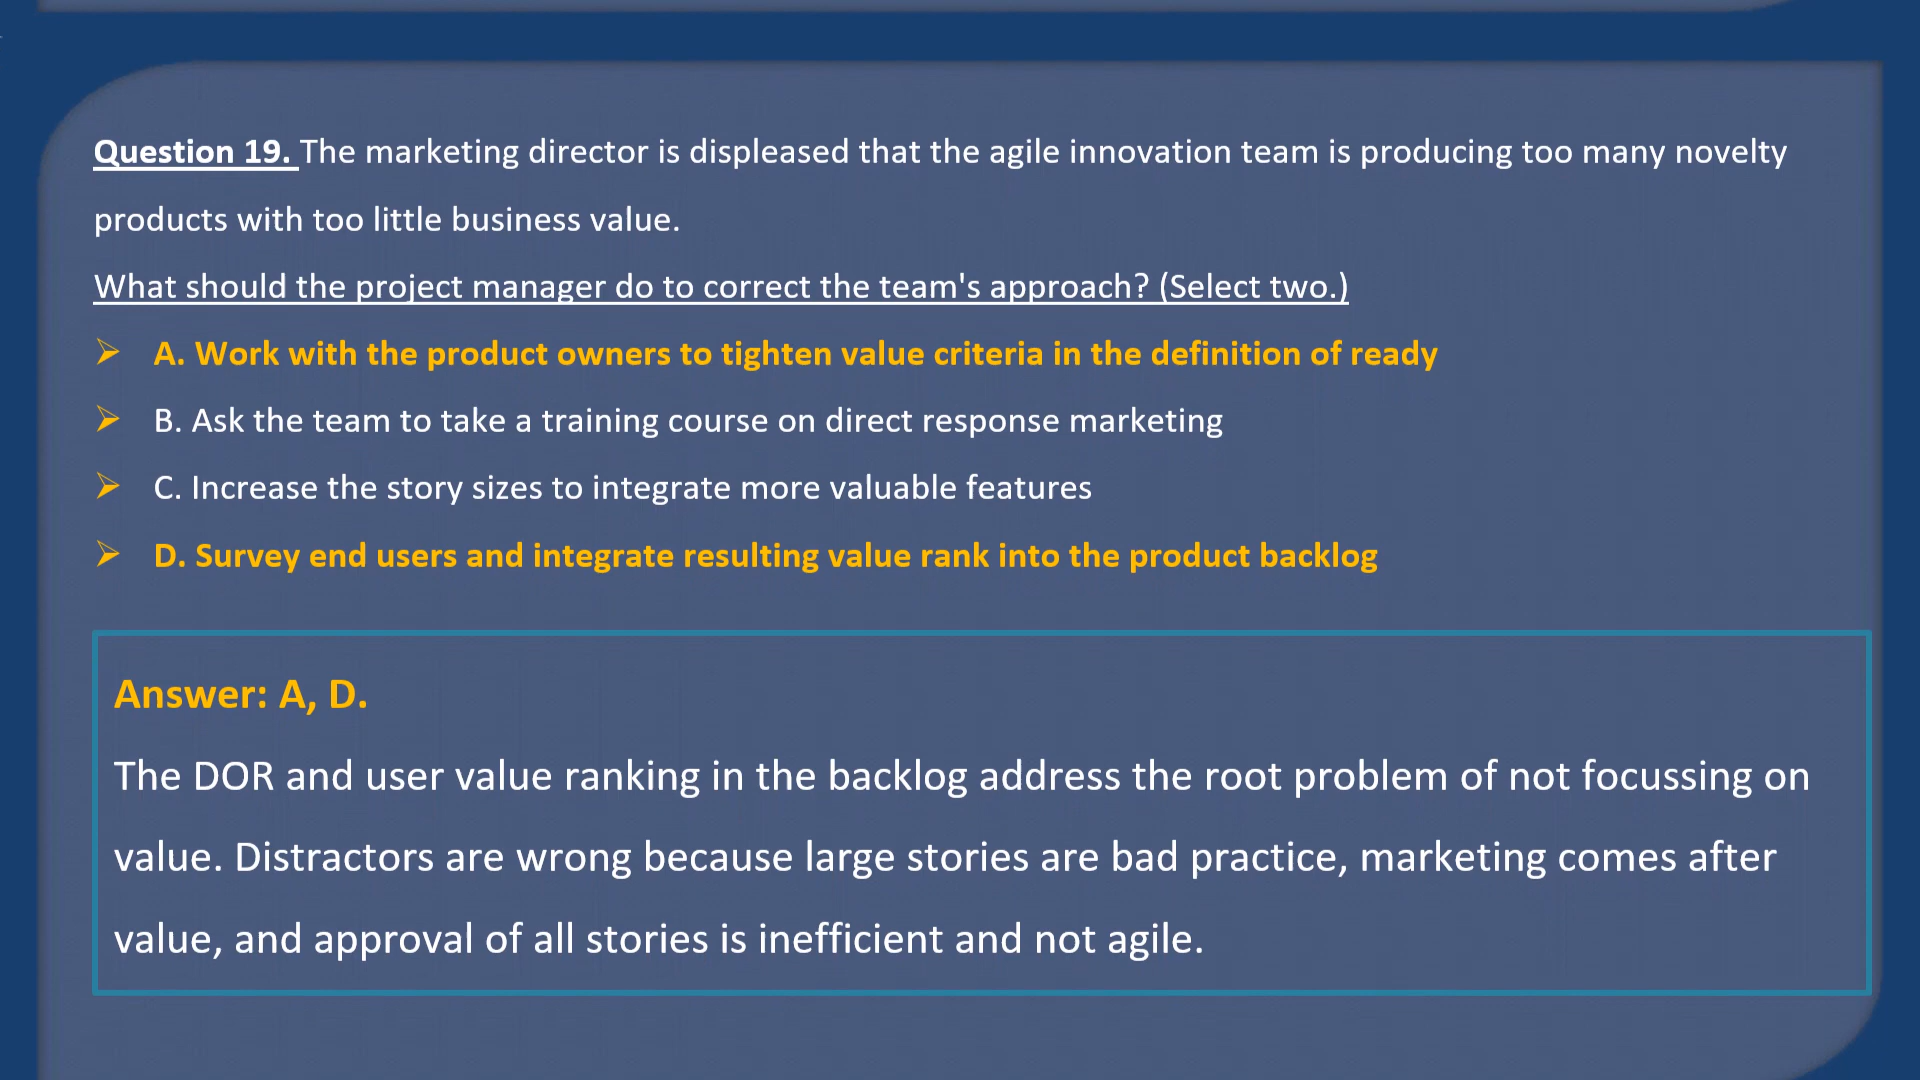 Question 19. The marketing director is displeased that the agile innovation team is producing too many novelty
products with too little business value.
What should the project manager do to correct the team's approach? (Select two.)
A. Work with the product owners to tighten value criteria in the definition of ready
B. Ask the team to take a training course on direct response marketing
C. Increase the story sizes to integrate more valuable features
D. Survey end users and integrate resulting value rank into the product backlog
Answer: A, D.
The DOR and user value ranking in the backlog address the root problem of not focussing on
value. Distractors are wrong because large stories are bad practice, marketing comes after
value, and approval of all stories is inefficient and not agile.